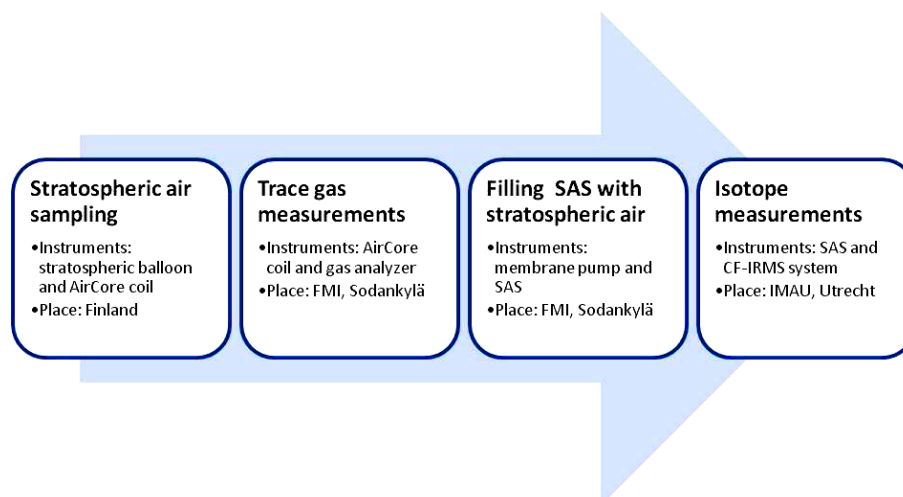 Stratospheric air
sampling
•Instruments:
stratospheric balloon
and AirCore coil
•Place: Finland
Trace gas
measurements
•Instruments: AirCore
coil and gas analyzer
•Place: FMI, Sodankylä
Filling SAS with
stratospheric air
•Instruments:
membrane pump and
SAS
•Place: FMI, Sodankylä
Isotope
measurements
•Instruments: SAS and
CF-IRMS system
•Place: IMAU, Utrecht